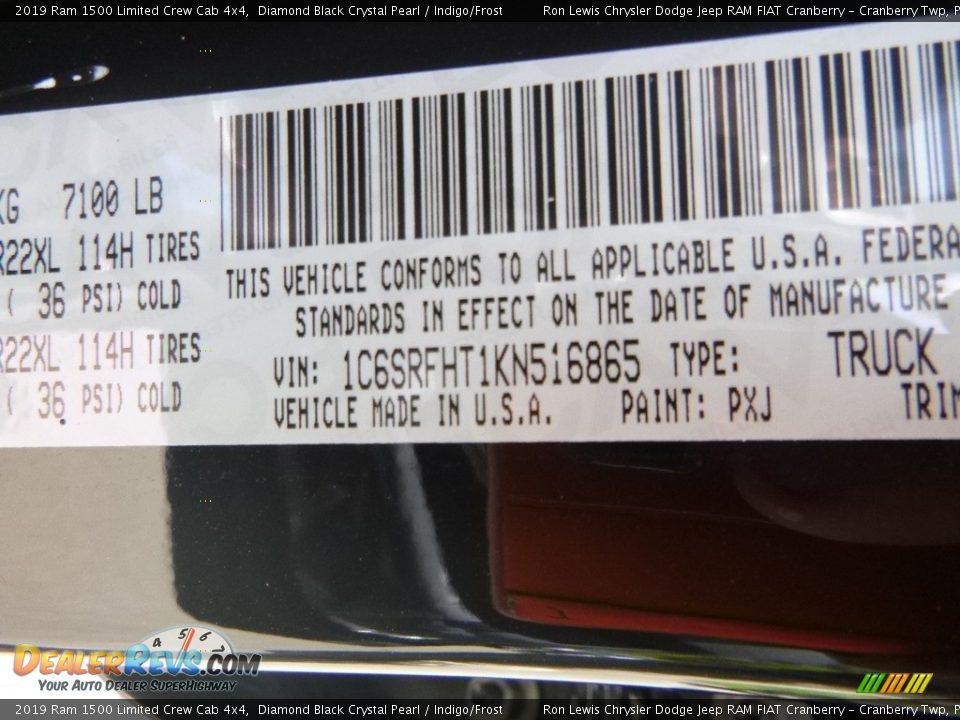 2019 Ram 1500 Limited Crew Cab 4x4, Diamond Black Crystal Pearl / Indigo/Frost Ron Lewis Chrysler Dodge Jeep RAM FIAT Cranberry – Cranberry Twp, P
KG 7100 LB
R22XL 114H TIRES
( 36 PSI) COLD
R22XL 114H TIRES
( 36 PSI) COLD
THIS VEHICLE CONFORMS TO ALL APPLICABLE U.S.A. FEDERA
STANDARDS IN EFFECT ON THE DATE OF MANUFACTURE
VIN: 1C6SRFHT1KN516865 TYPE: TRUCK
VEHICLE MADE IN U.S.A. PAINT: PXJ TRIM
4 5 6 7
DealerRevs.com
Your Auto Dealer SuperHighway
2019 Ram 1500 Limited Crew Cab 4x4, Diamond Black Crystal Pearl / Indigo/Frost Ron Lewis Chrysler Dodge Jeep RAM FIAT Cranberry – Cranberry Twp, P